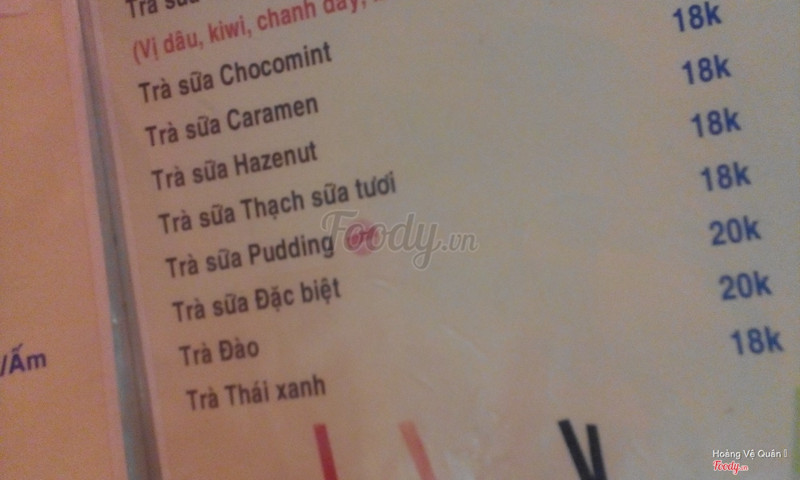 Trà sữa
(Vị dâu, kiwi, chanh dây,
Trà sữa Chocomint
Trà sữa Caramen 18k
Trà sữa Hazenut 18k
Trà sữa Thạch sữa tươi 18k
Trà sữa Pudding 18k
Trà sữa Đặc biệt 20k
Trà Đào 20k
Trà Thái xanh 18k
/Ấm
Foody.vn
Hoàng Vệ Quân
Foody.vn